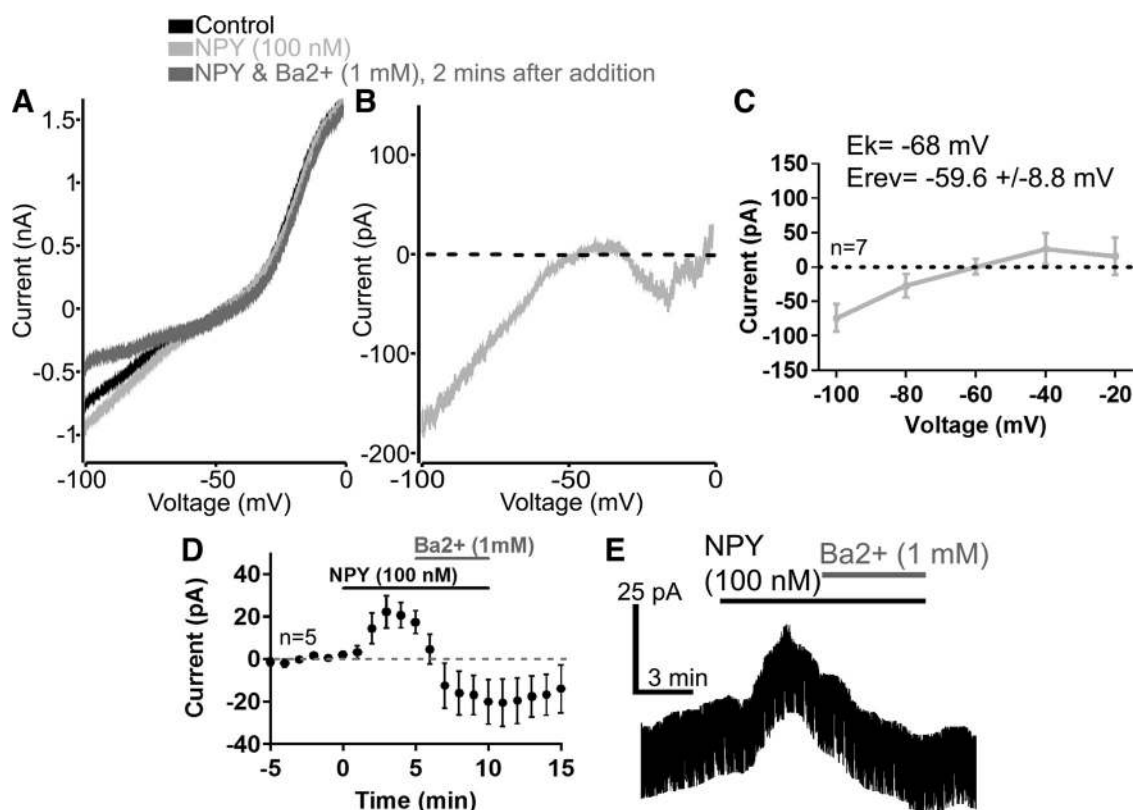 Control
NPY (100 nM)
NPY & Ba2+ (1 mM), 2 mins after addition
A
Current (nA)
1.5
1
0.5
0
-0.5
-1
-100
-50
0
Voltage (mV)
B
Current (pA)
100
0
-100
-200
-100
-50
0
Voltage (mV)
C
Ek= -68 mV
Erev= -59.6 +/-8.8 mV
n=7
Current (pA)
150
100
50
0
-50
-100
-150
-100
-80
-60
-40
-20
Voltage (mV)
D
Ba2+ (1mM)
NPY (100 nM)
n=5
Current (pA)
40
20
0
-20
-40
-5
0
5
10
15
Time (min)
E
NPY
(100 nM)
Ba2+ (1 mM)
25 pA
3 min